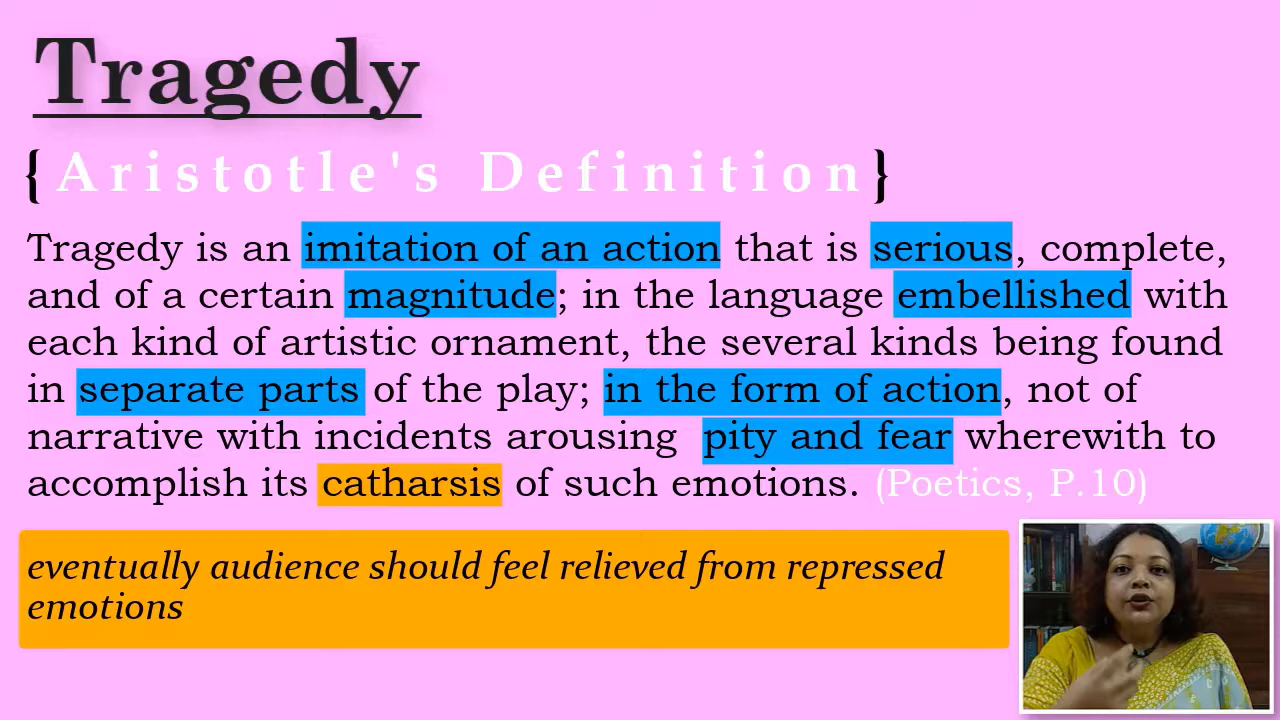 Tragedy
{Aristotle's Definition}
Tragedy is an imitation of an action that is serious, complete,
and of a certain magnitude; in the language embellished with
each kind of artistic ornament, the several kinds being found
in separate parts of the play; in the form of action, not of
narrative with incidents arousing pity and fear wherewith to
accomplish its catharsis of such emotions. (Poetics, P.10)
eventually audience should feel relieved from repressed
emotions